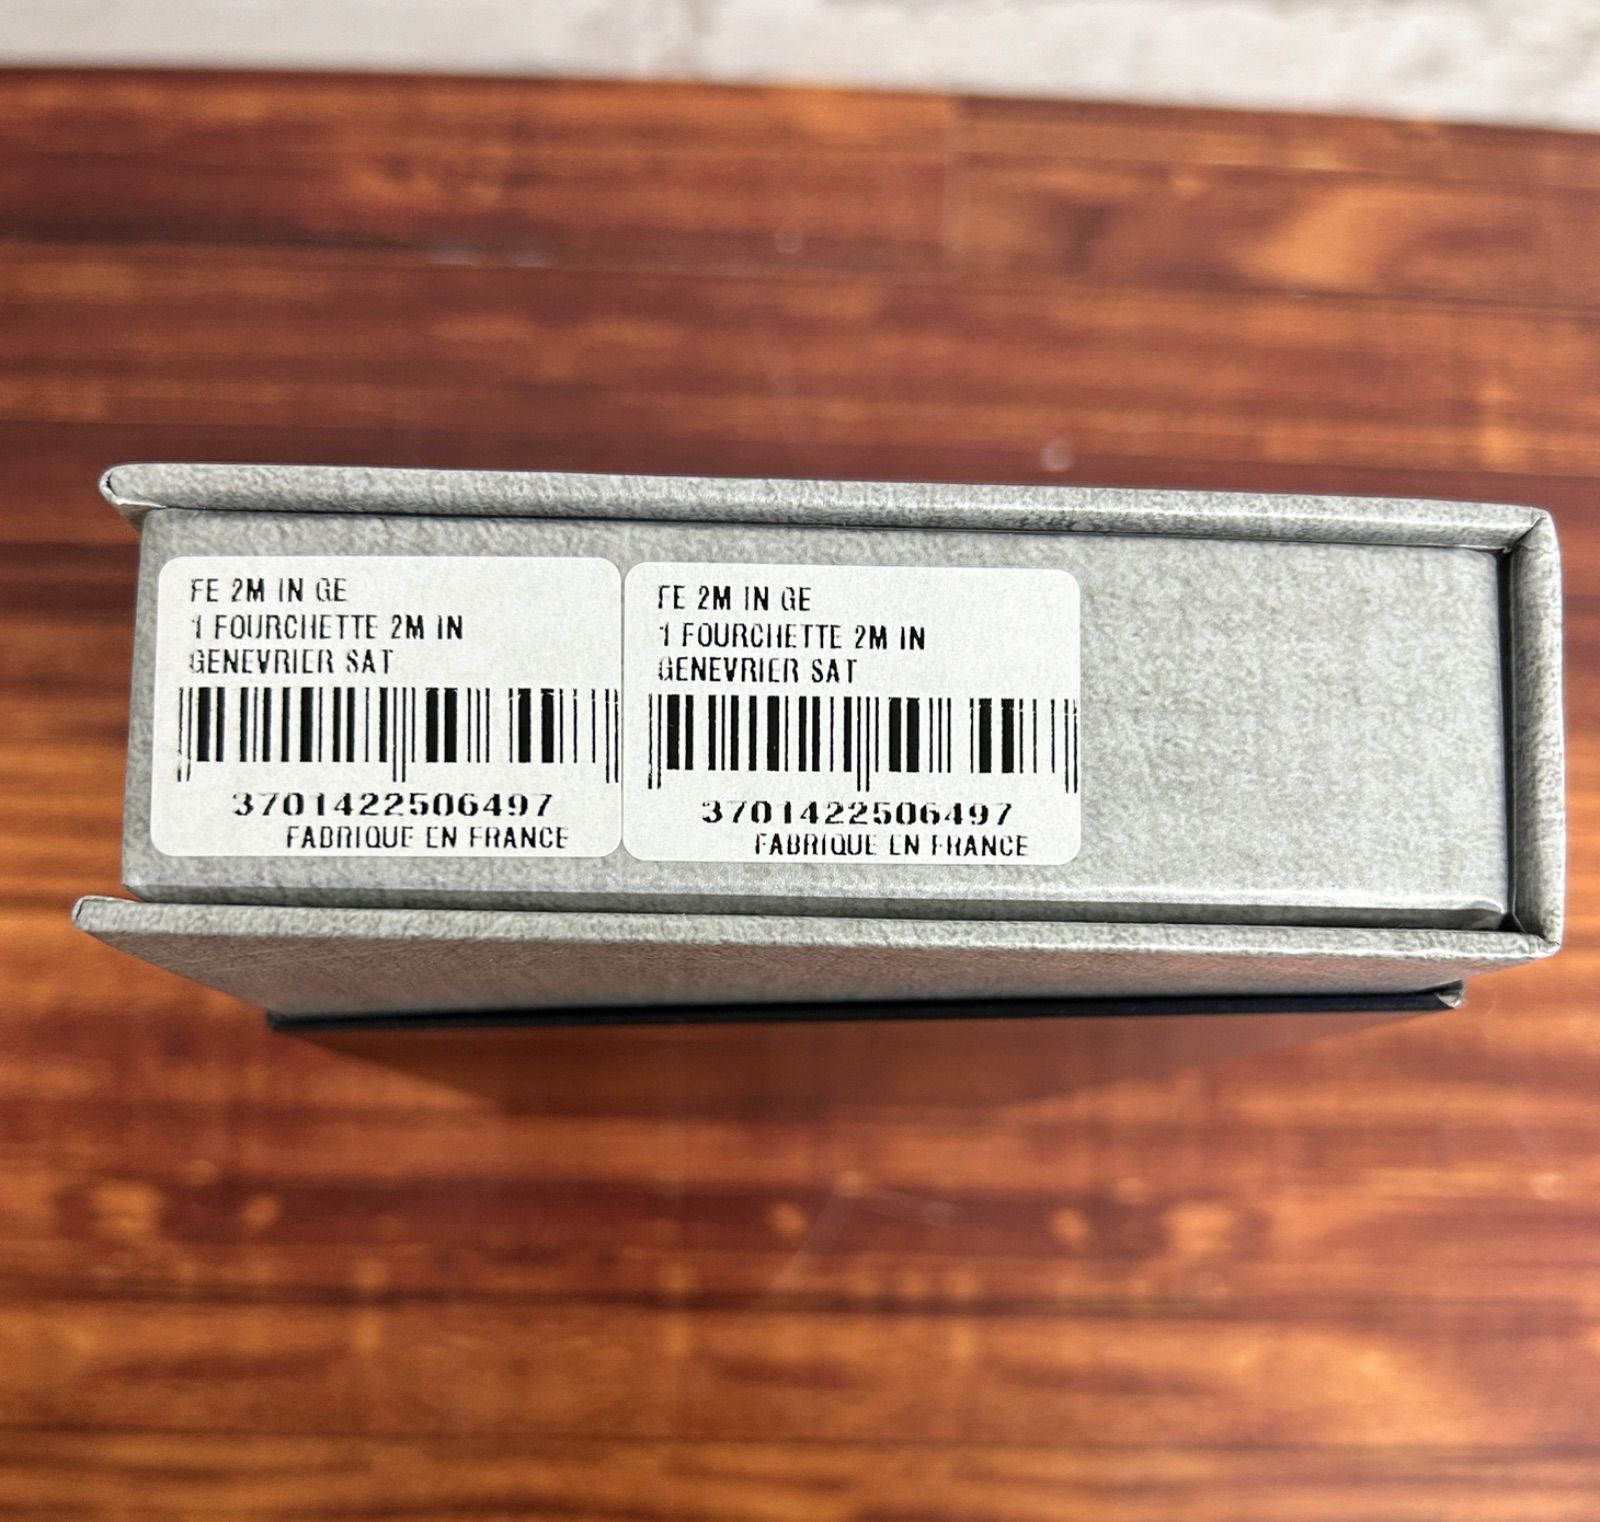 FE 2M IN GE
1 FOURCHETTE 2M IN
GENEVRIER SAT
3701422506497
FABRIQUE EN FRANCE
FE 2M IN GE
1 FOURCHETTE 2M IN
GENEVRIER SAT
3701422506497
FABRIQUE EN FRANCE